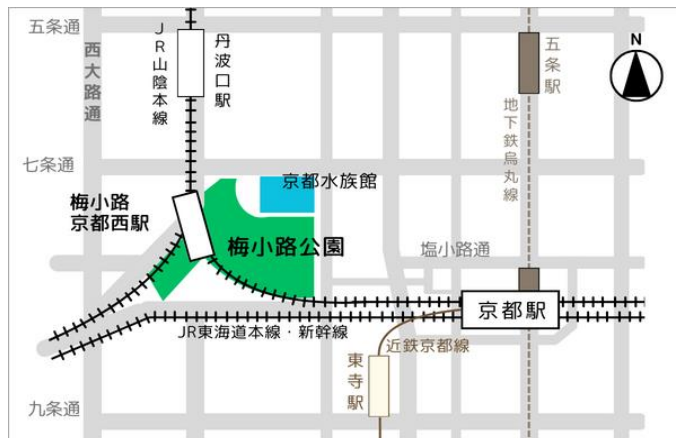 五条通
西大路通
JR山陰本線
丹波口駅
五条駅
N
地下鉄烏丸線
七条通
京都水族館
梅小路
京都西駅
梅小路公園
塩小路通
京都駅
JR東海道本線・新幹線
近鉄京都線
東寺駅
九条通